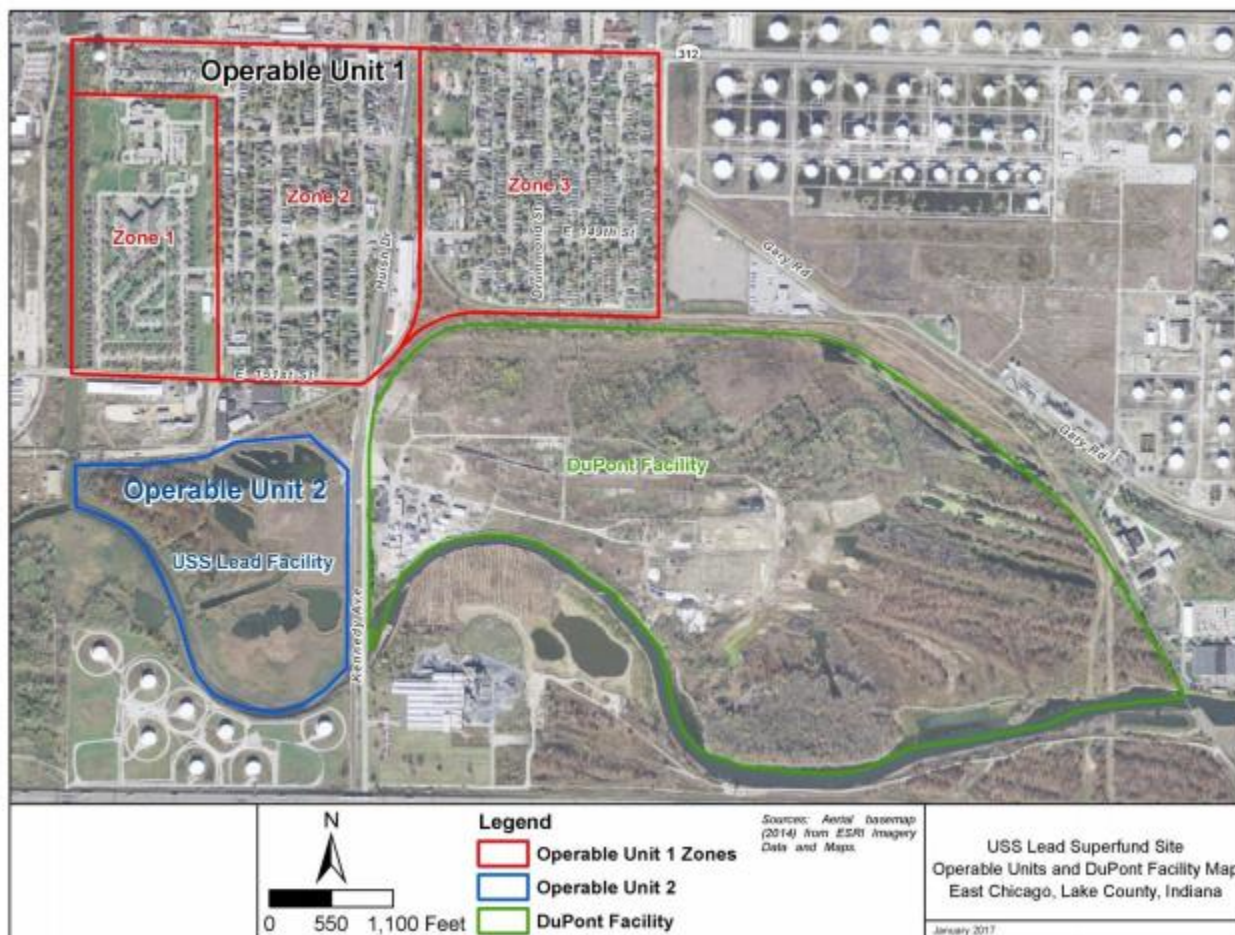 Operable Unit 1
312
Zone 1
Zone 2
Zone 3
Huish Dr
Drummond St
E 149th St
Gary Rd
E 151st St
Gary Rd
DuPont Facility
Operable Unit 2
USS Lead Facility
Kennedy Ave
N
0 550 1,100 Feet
Legend
Operable Unit 1 Zones
Operable Unit 2
DuPont Facility
Sources: Aerial basemap
(2014) from ESRI Imagery
Data and Maps.
USS Lead Superfund Site
Operable Units and DuPont Facility Map
East Chicago, Lake County, Indiana
January 2017